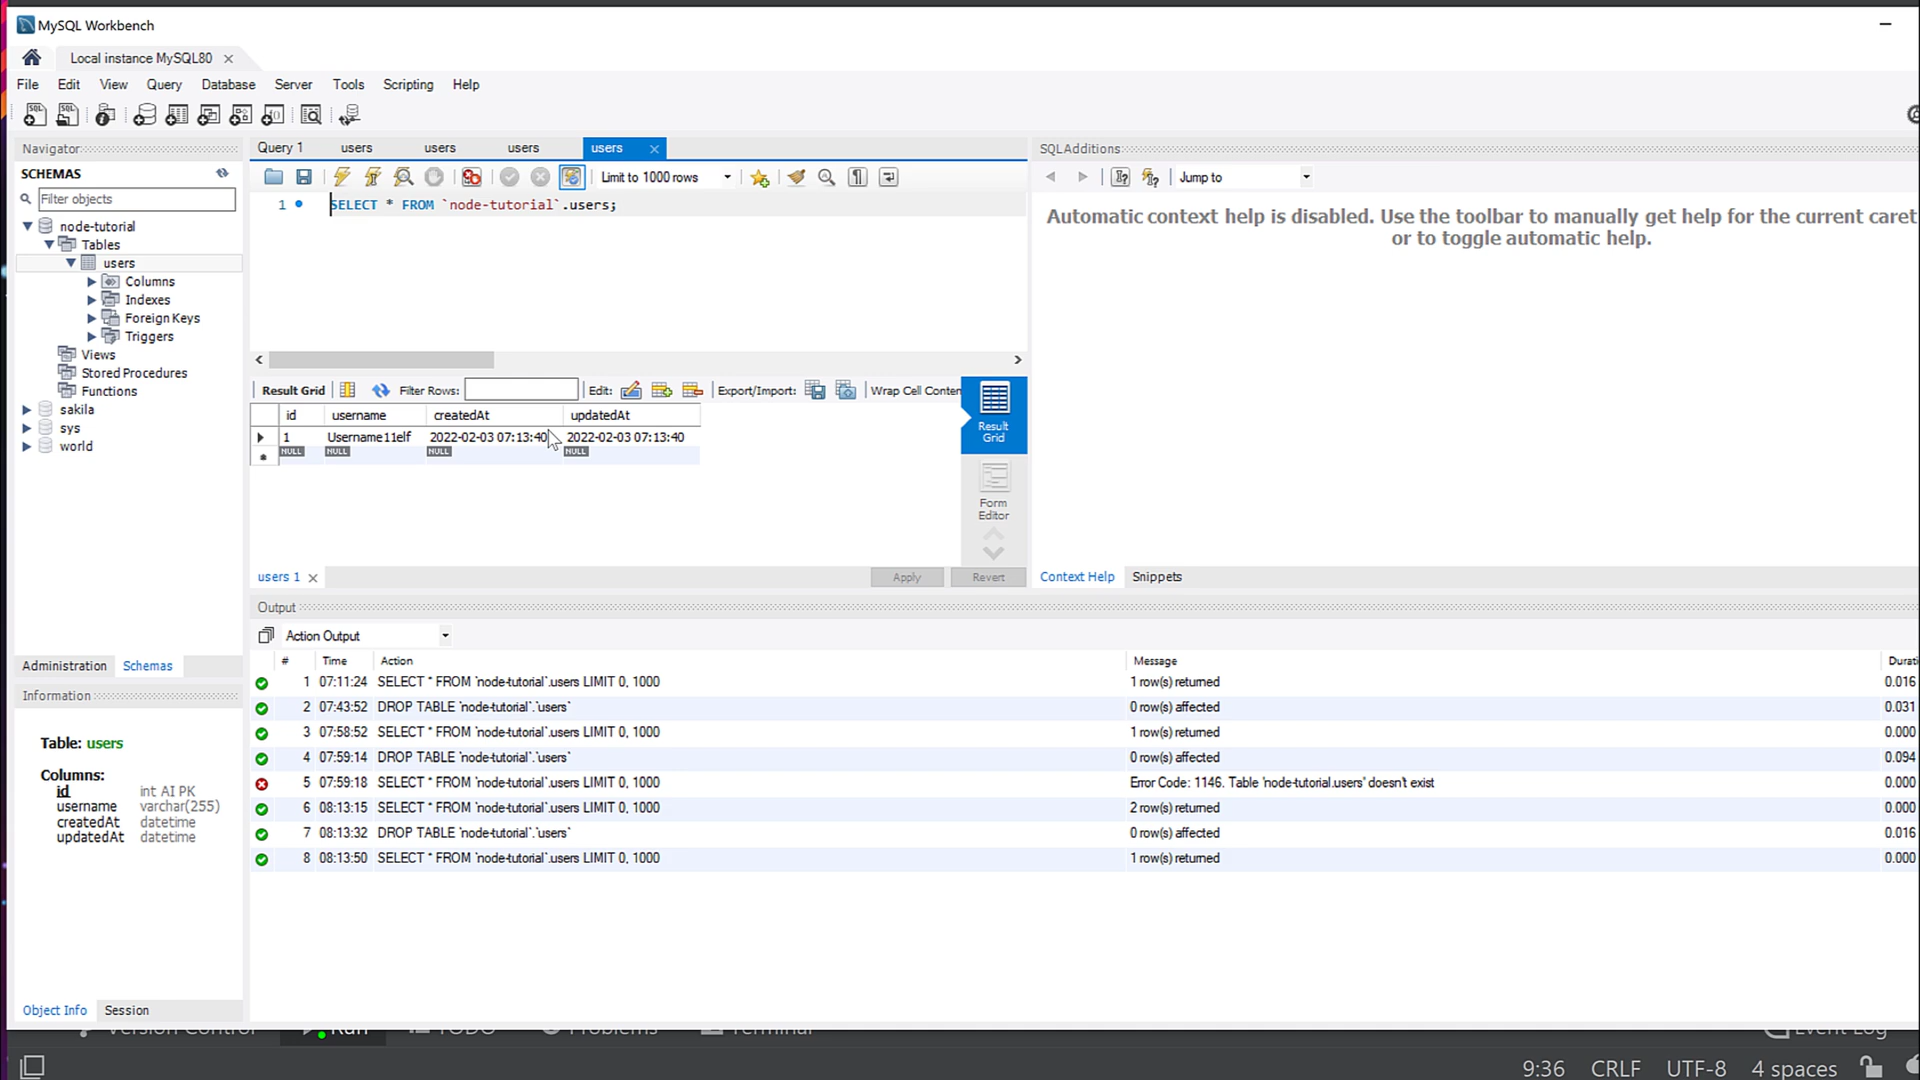 MySQL Workbench
Local instance MySQL80
File Edit View Query Database Server Tools Scripting Help
Navigator
SCHEMAS
Filter objects
node-tutorial
Tables
users
Columns
Indexes
Foreign Keys
Triggers
Views
Stored Procedures
Functions
sakila
sys
world
Administration Schemas
Information
Table: users
Columns:
id int AI PK
username varchar(255)
createdAt datetime
updatedAt datetime
Object Info Session
Query 1 users users users users
Limit to 1000 rows
1 SELECT * FROM `node-tutorial`.users;
Result Grid Filter Rows: Edit: Export/Import: Wrap Cell Conten
id username createdAt updatedAt
1 Username11elf 2022-02-03 07:13:40 2022-02-03 07:13:40
NULL NULL NULL NULL
Result
Grid
Form
Editor
users 1 Apply Revert
SQLAdditions
Jump to
Automatic context help is disabled. Use the toolbar to manually get help for the current caret
or to toggle automatic help.
Context Help Snippets
Output
Action Output
# Time Action Message Durati
1 07:11:24 SELECT * FROM `node-tutorial`.users LIMIT 0, 1000 1 row(s) returned 0.016
2 07:43:52 DROP TABLE `node-tutorial`.`users` 0 row(s) affected 0.031
3 07:58:52 SELECT * FROM `node-tutorial`.users LIMIT 0, 1000 1 row(s) returned 0.000
4 07:59:14 DROP TABLE `node-tutorial`.`users` 0 row(s) affected 0.094
5 07:59:18 SELECT * FROM `node-tutorial`.users LIMIT 0, 1000 Error Code: 1146. Table 'node-tutorial.users' doesn't exist 0.000
6 08:13:15 SELECT * FROM `node-tutorial`.users LIMIT 0, 1000 2 row(s) returned 0.000
7 08:13:32 DROP TABLE `node-tutorial`.`users` 0 row(s) affected 0.016
8 08:13:50 SELECT * FROM `node-tutorial`.users LIMIT 0, 1000 1 row(s) returned 0.000
Version Control Run TODO Problems Terminal Event Log
9:36 CRLF UTF-8 4 spaces